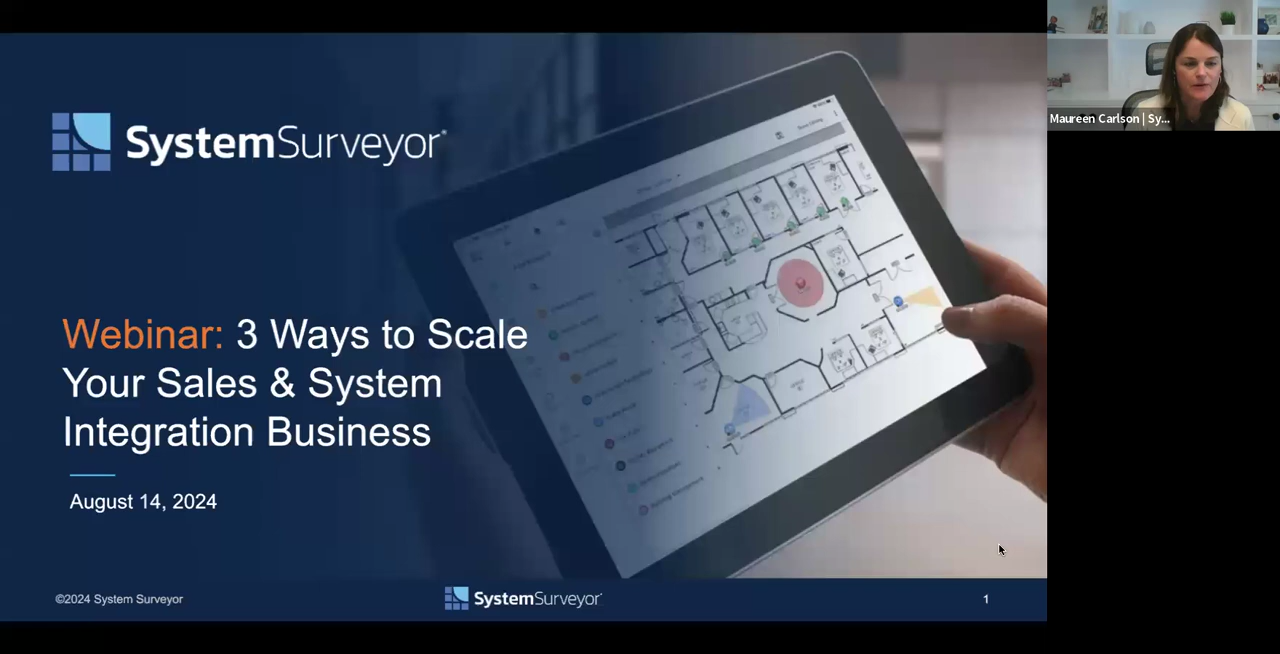 SystemSurveyor
Webinar: 3 Ways to Scale
Your Sales & System
Integration Business
August 14, 2024
©2024 System Surveyor
SystemSurveyor
1
Maureen Carlson | Sy...